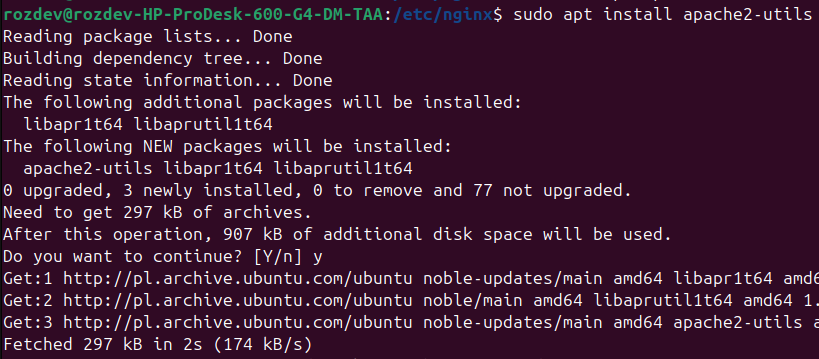 rozdev@rozdev-HP-ProDesk-600-G4-DM-TAA:/etc/nginx$ sudo apt install apache2-utils
Reading package lists... Done
Building dependency tree... Done
Reading state information... Done
The following additional packages will be installed:
  libapr1t64 libaprutil1t64
The following NEW packages will be installed:
  apache2-utils libapr1t64 libaprutil1t64
0 upgraded, 3 newly installed, 0 to remove and 77 not upgraded.
Need to get 297 kB of archives.
After this operation, 907 kB of additional disk space will be used.
Do you want to continue? [Y/n] y
Get:1 http://pl.archive.ubuntu.com/ubuntu noble-updates/main amd64 libapr1t64 amd6
Get:2 http://pl.archive.ubuntu.com/ubuntu noble/main amd64 libaprutil1t64 amd64 1.
Get:3 http://pl.archive.ubuntu.com/ubuntu noble-updates/main amd64 apache2-utils a
Fetched 297 kB in 2s (174 kB/s)